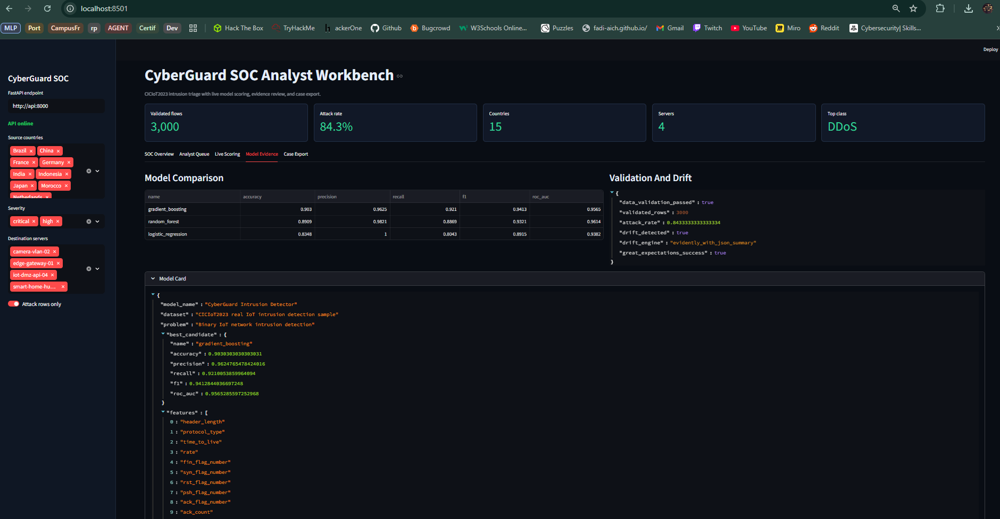 localhost:8501
MLP Port CampusFr rp AGENT Certif Dev Hack The Box TryHackMe ackerOne Github Bugcrowd W3Schools Online... Puzzles fadi-aich.github.io/ Gmail Twitch YouTube Miro Reddit Cybersecurity| Skills...
Deploy
CyberGuard SOC
FastAPI endpoint
http://api:8000
API online
Source countries
Brazil × China ×
France × Germany ×
India × Indonesia ×
Japan × Morocco ×
Netherlands ×
Severity
critical × high ×
Destination servers
camera-vlan-02 ×
edge-gateway-01 ×
iot-dmz-api-04 ×
smart-home-hu... ×
Attack rows only
CyberGuard SOC Analyst Workbench
CICIoT2023 intrusion triage with live model scoring, evidence review, and case export.
Validated flows
3,000
Attack rate
84.3%
Countries
15
Servers
4
Top class
DDoS
SOC Overview Analyst Queue Live Scoring Model Evidence Case Export
Model Comparison
name accuracy precision recall f1 roc_auc
gradient_boosting 0.903 0.9625 0.921 0.9413 0.9565
random_forest 0.8909 0.9821 0.8869 0.9321 0.9614
logistic_regression 0.8348 1 0.8043 0.8915 0.9382
Validation And Drift
{
"data_validation_passed" : true
"validated_rows" : 3000
"attack_rate" : 0.8433333333333334
"drift_detected" : true
"drift_engine" : "evidently_with_json_summary"
"great_expectations_success" : true
}
Model Card
{
"model_name" : "CyberGuard Intrusion Detector"
"dataset" : "CICIoT2023 real IoT intrusion detection sample"
"problem" : "Binary IoT network intrusion detection"
"best_candidate" : {
"name" : "gradient_boosting"
"accuracy" : 0.9030303030303031
"precision" : 0.9624765478424016
"recall" : 0.9210053859964094
"f1" : 0.9412844036697248
"roc_auc" : 0.9565285597252968
}
"features" : [
0 : "header_length"
1 : "protocol_type"
2 : "time_to_live"
3 : "rate"
4 : "fin_flag_number"
5 : "syn_flag_number"
6 : "rst_flag_number"
7 : "psh_flag_number"
8 : "ack_flag_number"
9 : "ack_count"